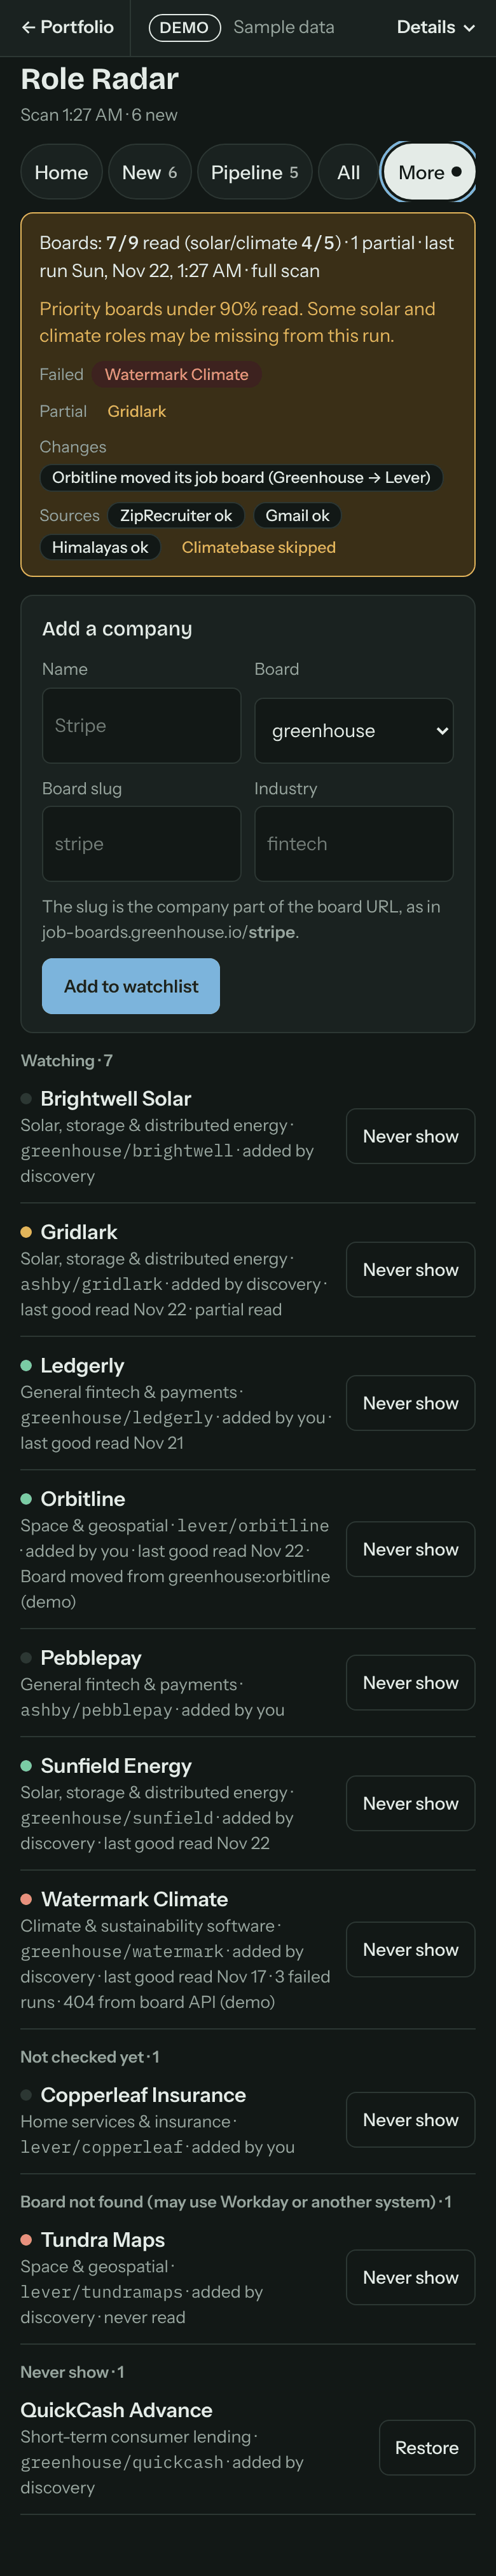 ← Portfolio DEMO Sample data Details
Role Radar
Scan 1:27 AM · 6 new
Home New 6 Pipeline 5 All More
Boards: 7/9 read (solar/climate 4/5) · 1 partial · last
run Sun, Nov 22, 1:27 AM · full scan
Priority boards under 90% read. Some solar and
climate roles may be missing from this run.
Failed Watermark Climate
Partial Gridlark
Changes
Orbitline moved its job board (Greenhouse → Lever)
Sources ZipRecruiter ok Gmail ok
Himalayas ok Climatebase skipped
Add a company
Name Board
Stripe greenhouse
Board slug Industry
stripe fintech
The slug is the company part of the board URL, as in
job-boards.greenhouse.io/stripe.
Add to watchlist
Watching · 7
Brightwell Solar
Solar, storage & distributed energy ·
greenhouse/brightwell · added by
discovery
Never show
Gridlark
Solar, storage & distributed energy ·
ashby/gridlark · added by discovery ·
last good read Nov 22 · partial read
Never show
Ledgerly
General fintech & payments ·
greenhouse/ledgerly · added by you ·
last good read Nov 21
Never show
Orbitline
Space & geospatial · lever/orbitline
· added by you · last good read Nov 22 ·
Board moved from greenhouse:orbitline
(demo)
Never show
Pebblepay
General fintech & payments ·
ashby/pebblepay · added by you
Never show
Sunfield Energy
Solar, storage & distributed energy ·
greenhouse/sunfield · added by
discovery · last good read Nov 22
Never show
Watermark Climate
Climate & sustainability software ·
greenhouse/watermark · added by
discovery · last good read Nov 17 · 3 failed
runs · 404 from board API (demo)
Never show
Not checked yet · 1
Copperleaf Insurance
Home services & insurance ·
lever/copperleaf · added by you
Never show
Board not found (may use Workday or another system) · 1
Tundra Maps
Space & geospatial ·
lever/tundramaps · added by
discovery · never read
Never show
Never show · 1
QuickCash Advance
Short-term consumer lending ·
greenhouse/quickcash · added by
discovery
Restore